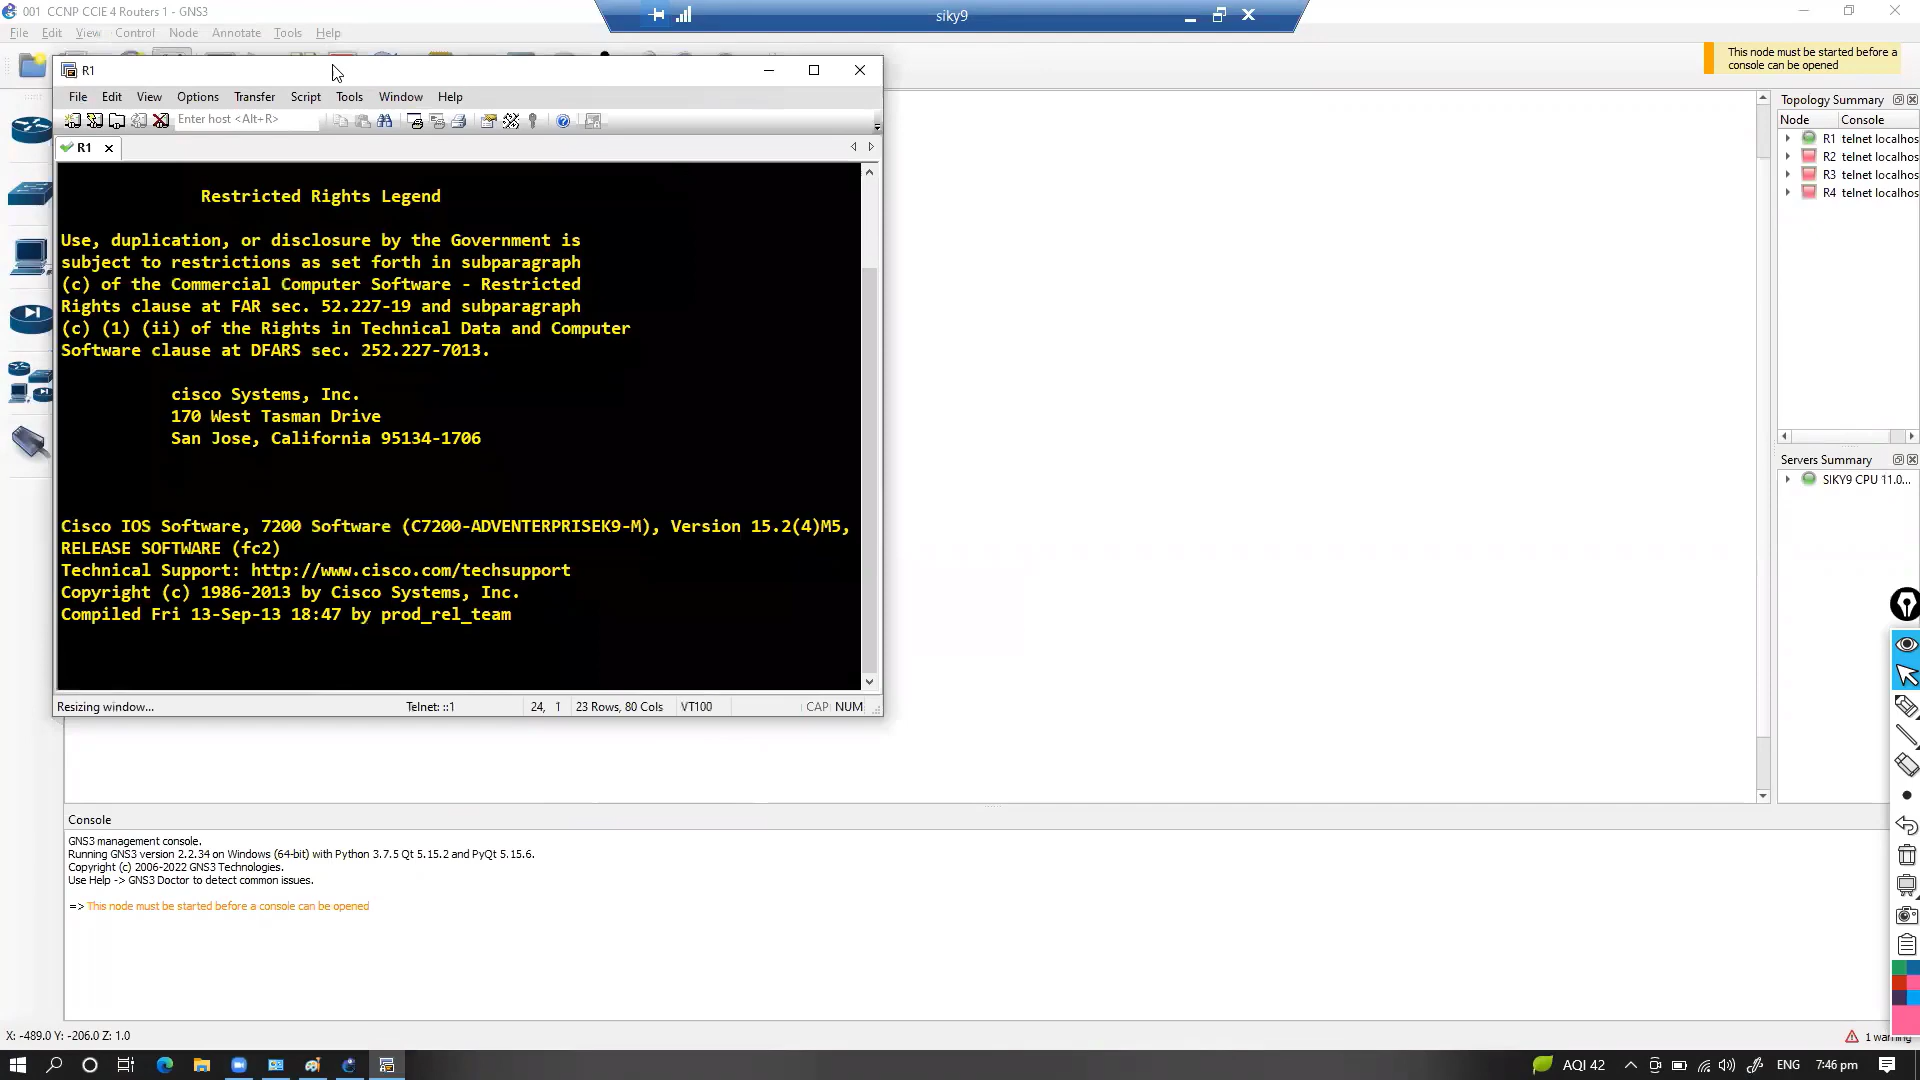 001 CCNP CCIE 4 Routers 1 - GNS3
siky9
File Edit View Control Node Annotate Tools Help
This node must be started before a
console can be opened
R1
File Edit View Options Transfer Script Tools Window Help
Enter host <Alt+R>
R1
Restricted Rights Legend
Use, duplication, or disclosure by the Government is
subject to restrictions as set forth in subparagraph
(c) of the Commercial Computer Software - Restricted
Rights clause at FAR sec. 52.227-19 and subparagraph
(c) (1) (ii) of the Rights in Technical Data and Computer
Software clause at DFARS sec. 252.227-7013.
cisco Systems, Inc.
170 West Tasman Drive
San Jose, California 95134-1706
Cisco IOS Software, 7200 Software (C7200-ADVENTERPRISEK9-M), Version 15.2(4)M5,
RELEASE SOFTWARE (fc2)
Technical Support: http://www.cisco.com/techsupport
Copyright (c) 1986-2013 by Cisco Systems, Inc.
Compiled Fri 13-Sep-13 18:47 by prod_rel_team
Resizing window... Telnet: ::1 24, 1 23 Rows, 80 Cols VT100 CAP NUM
Topology Summary
Node Console
R1 telnet localhos
R2 telnet localhos
R3 telnet localhos
R4 telnet localhos
Servers Summary
SIKY9 CPU 11.0...
Console
GNS3 management console.
Running GNS3 version 2.2.34 on Windows (64-bit) with Python 3.7.5 Qt 5.15.2 and PyQt 5.15.6.
Copyright (c) 2006-2022 GNS3 Technologies.
Use Help -> GNS3 Doctor to detect common issues.
=> This node must be started before a console can be opened
X: -489.0 Y: -206.0 Z: 1.0
1 warning
AQI 42 ENG 7:46 pm